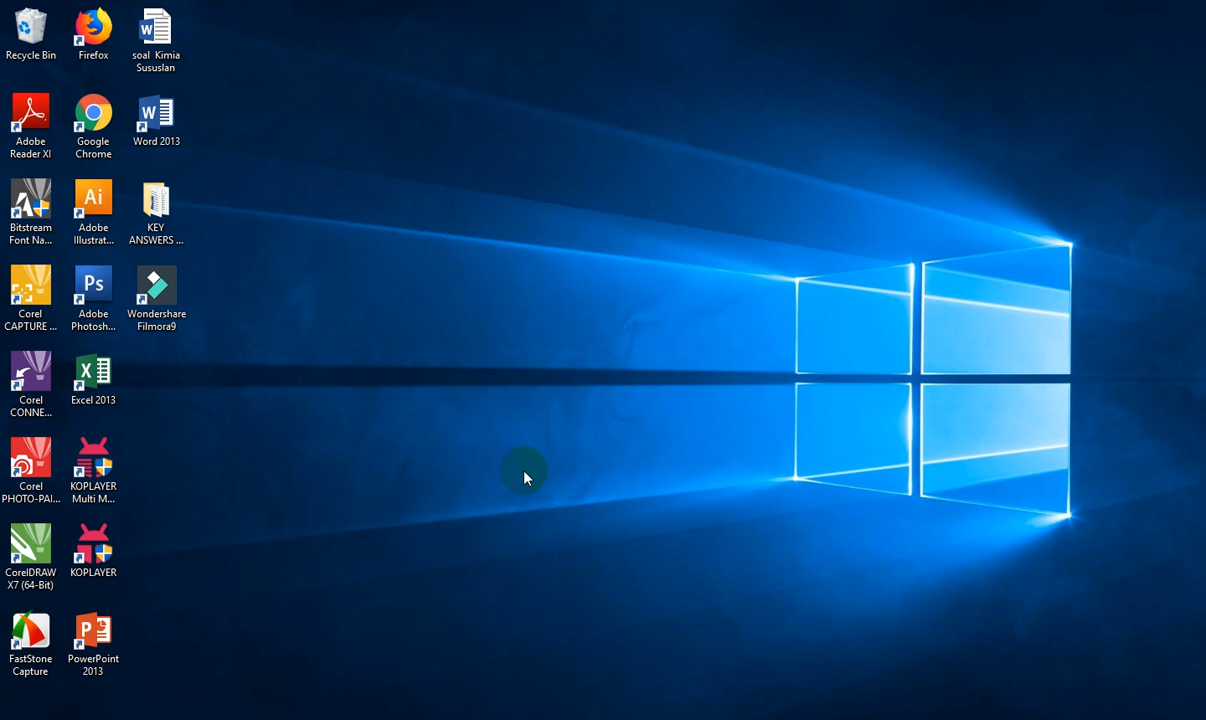 Recycle Bin
Firefox
soal Kimia
Sususlan
Adobe
Reader XI
Google
Chrome
Word 2013
Bitstream
Font Na...
Ai
Adobe
Illustrat...
KEY
ANSWERS ...
Corel
CAPTURE ...
Ps
Adobe
Photosh...
Wondershare
Filmora9
Corel
CONNE...
Excel 2013
Corel
PHOTO-PAI...
KOPLAYER
Multi M...
CorelDRAW
X7 (64-Bit)
KOPLAYER
FastStone
Capture
PowerPoint
2013